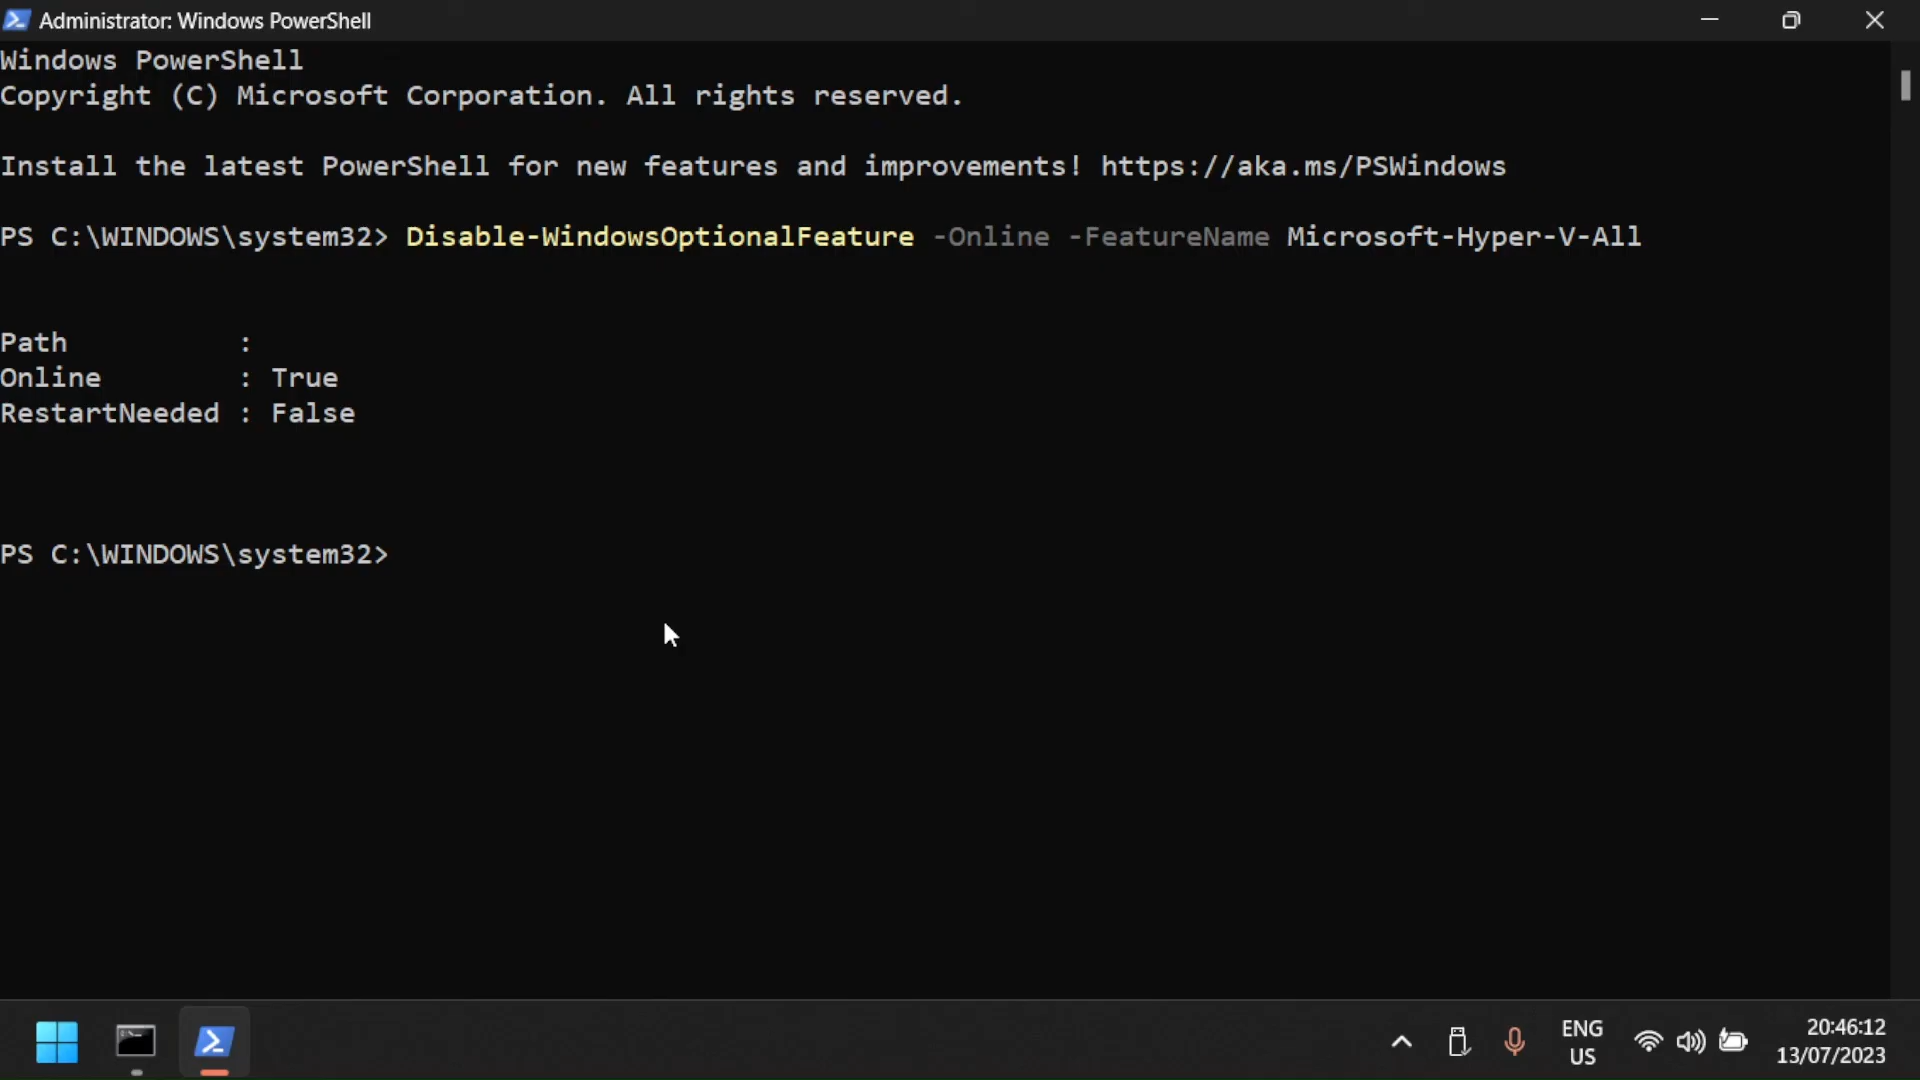 Administrator: Windows PowerShell
Windows PowerShell
Copyright (C) Microsoft Corporation. All rights reserved.
Install the latest PowerShell for new features and improvements! https://aka.ms/PSWindows
PS C:\WINDOWS\system32> Disable-WindowsOptionalFeature -Online -FeatureName Microsoft-Hyper-V-All
Path :
Online : True
RestartNeeded : False
PS C:\WINDOWS\system32>
ENG
US
20:46:12
13/07/2023